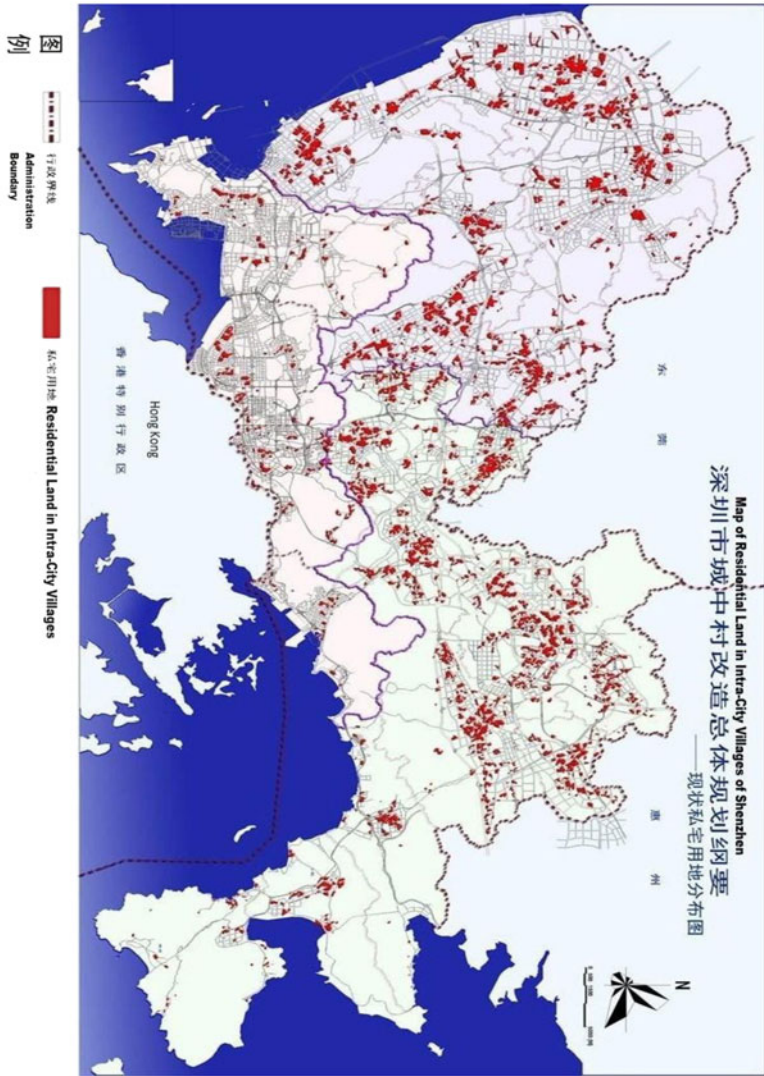 Map of Residential Land in Intra-City Villages of Shenzhen
深圳市城中村改造总体规划纲要
——现状私宅用地分布图
N
东 莞
惠 州
Hong Kong
香港特别行政区
图例
行政界线
Administration
Boundary
私宅用地 Residential Land in Intra-City Villages